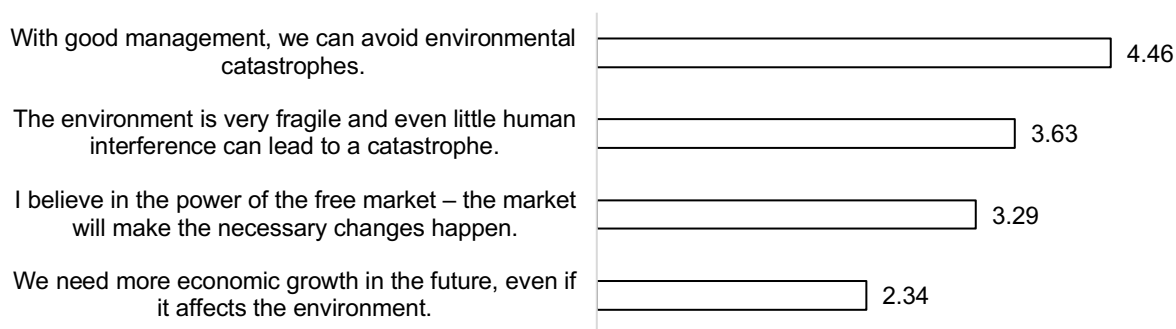 With good management, we can avoid environmental
catastrophes.
4.46
The environment is very fragile and even little human
interference can lead to a catastrophe.
3.63
I believe in the power of the free market – the market
will make the necessary changes happen.
3.29
We need more economic growth in the future, even if
it affects the environment.
2.34